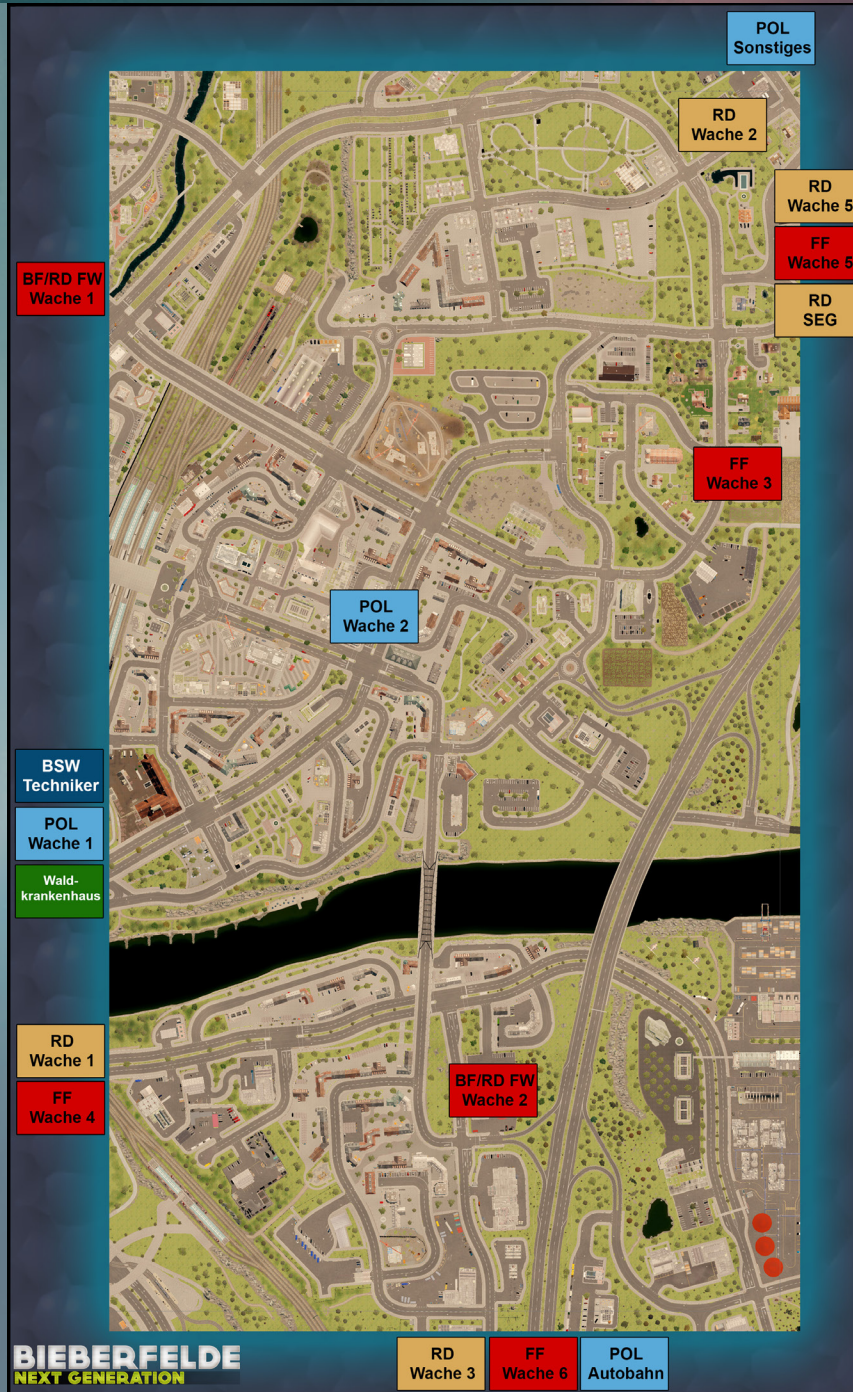 POL
Sonstiges
RD
Wache 2
RD
Wache 5
BF/RD FW
Wache 1
FF
Wache 5
RD
SEG
FF
Wache 3
POL
Wache 2
BSW
Techniker
POL
Wache 1
Wald-
krankenhaus
RD
Wache 1
FF
Wache 4
BF/RD FW
Wache 2
BIEBERFELDE
NEXT GENERATION
RD
Wache 3
FF
Wache 6
POL
Autobahn